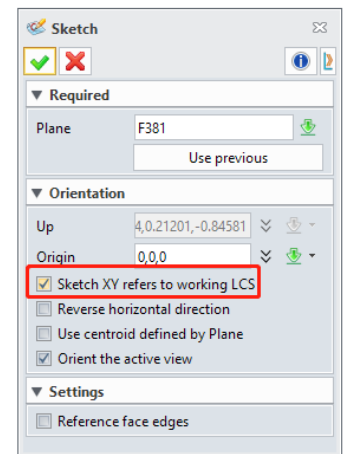 Sketch
Required
Plane F381
Use previous
Orientation
Up 4,0.21201,-0.84581
Origin 0,0,0
Sketch XY refers to working LCS
Reverse horizontal direction
Use centroid defined by Plane
Orient the active view
Settings
Reference face edges